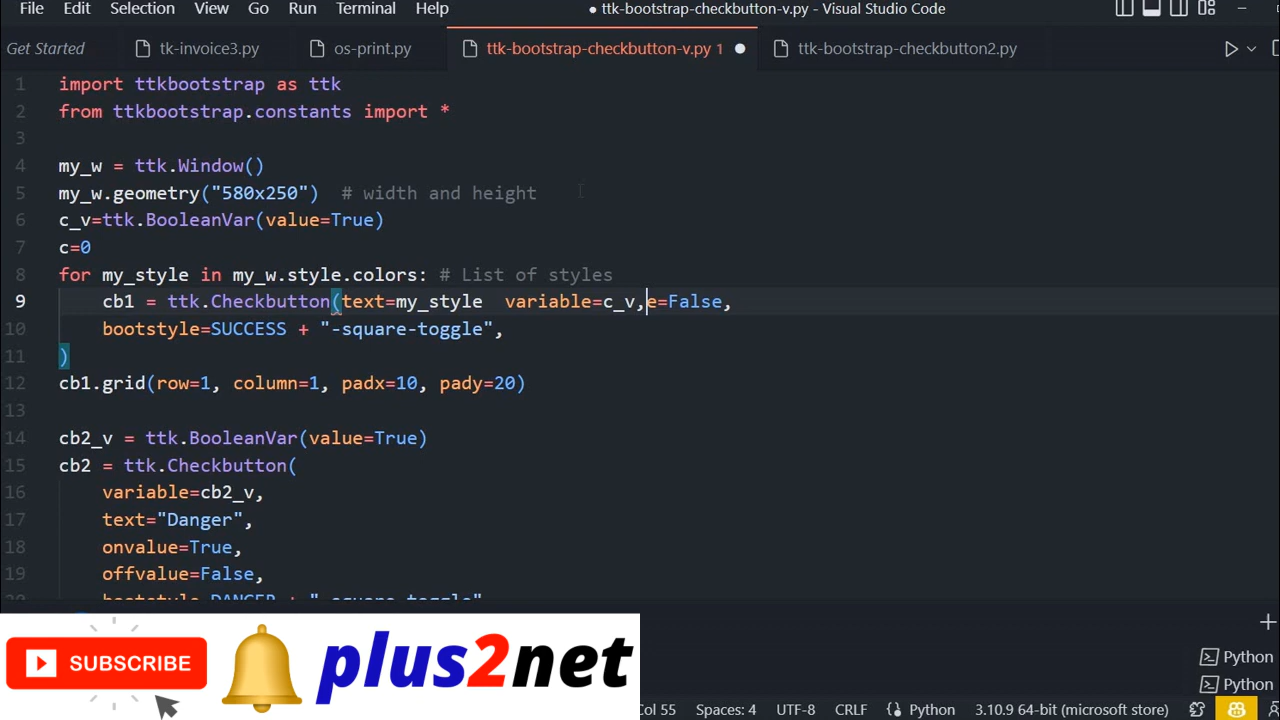 File Edit Selection View Go Run Terminal Help ● ttk-bootstrap-checkbutton-v.py - Visual Studio Code
Get Started tk-invoice3.py os-print.py ttk-bootstrap-checkbutton-v.py 1 ttk-bootstrap-checkbutton2.py
1 import ttkbootstrap as ttk
2 from ttkbootstrap.constants import *
3
4 my_w = ttk.Window()
5 my_w.geometry("580x250") # width and height
6 c_v=ttk.BooleanVar(value=True)
7 c=0
8 for my_style in my_w.style.colors: # List of styles
9 cb1 = ttk.Checkbutton(text=my_style variable=c_v,e=False,
10 bootstyle=SUCCESS + "-square-toggle",
11 )
12 cb1.grid(row=1, column=1, padx=10, pady=20)
13
14 cb2_v = ttk.BooleanVar(value=True)
15 cb2 = ttk.Checkbutton(
16 variable=cb2_v,
17 text="Danger",
18 onvalue=True,
19 offvalue=False,
20 bootstyle=DANGER + "-square-toggle",
SUBSCRIBE
plus2net
Python
Python
Col 55 Spaces: 4 UTF-8 CRLF Python 3.10.9 64-bit (microsoft store)